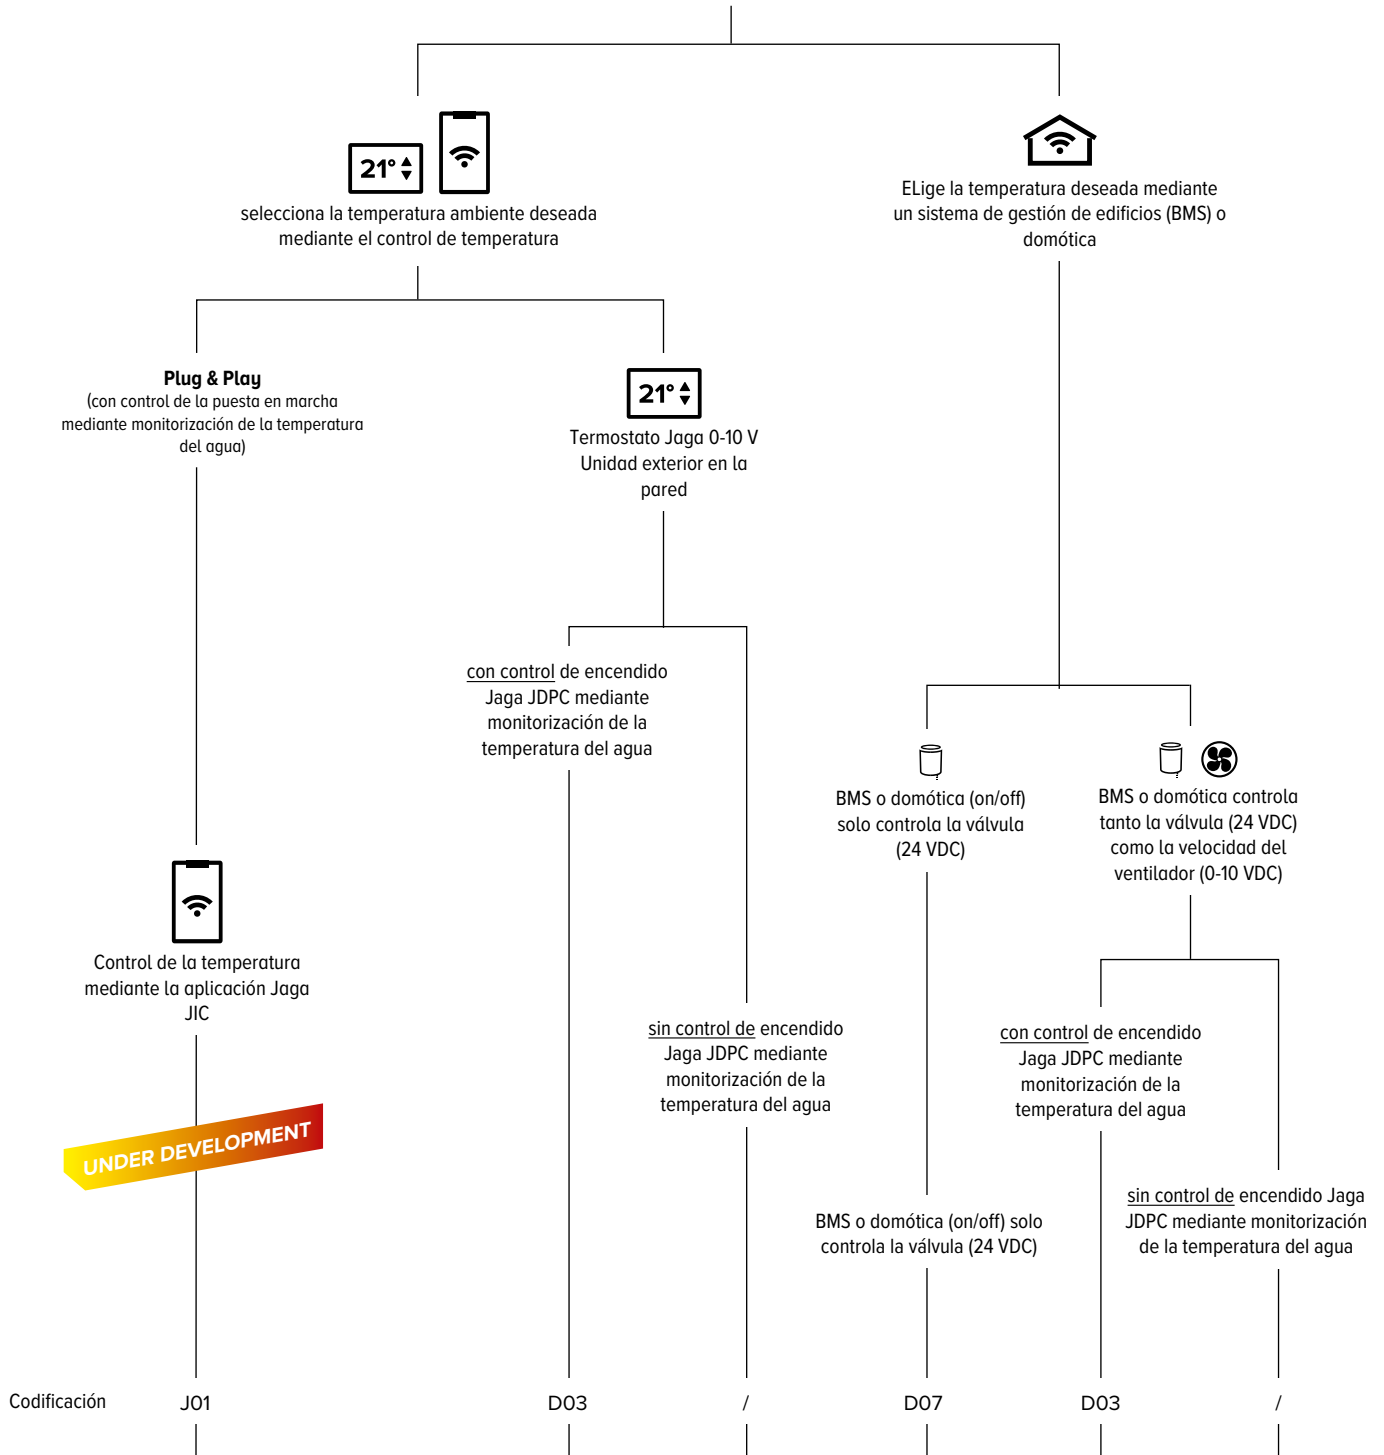 21°
selecciona la temperatura ambiente deseada
mediante el control de temperatura
ELige la temperatura deseada mediante
un sistema de gestión de edificios (BMS) o
domótica
Plug & Play
(con control de la puesta en marcha
mediante monitorización de la temperatura
del agua)
21°
Termostato Jaga 0-10 V
Unidad exterior en la
pared
con control de encendido
Jaga JDPC mediante
monitorización de la
temperatura del agua
BMS o domótica (on/off)
solo controla la válvula
(24 VDC)
BMS o domótica controla
tanto la válvula (24 VDC)
como la velocidad del
ventilador (0-10 VDC)
Control de la temperatura
mediante la aplicación Jaga
JIC
sin control de encendido
Jaga JDPC mediante
monitorización de la
temperatura del agua
con control de encendido
Jaga JDPC mediante
monitorización de la
temperatura del agua
UNDER DEVELOPMENT
BMS o domótica (on/off) solo
controla la válvula (24 VDC)
sin control de encendido Jaga
JDPC mediante monitorización
de la temperatura del agua
Codificación J01 D03 / D07 D03 /